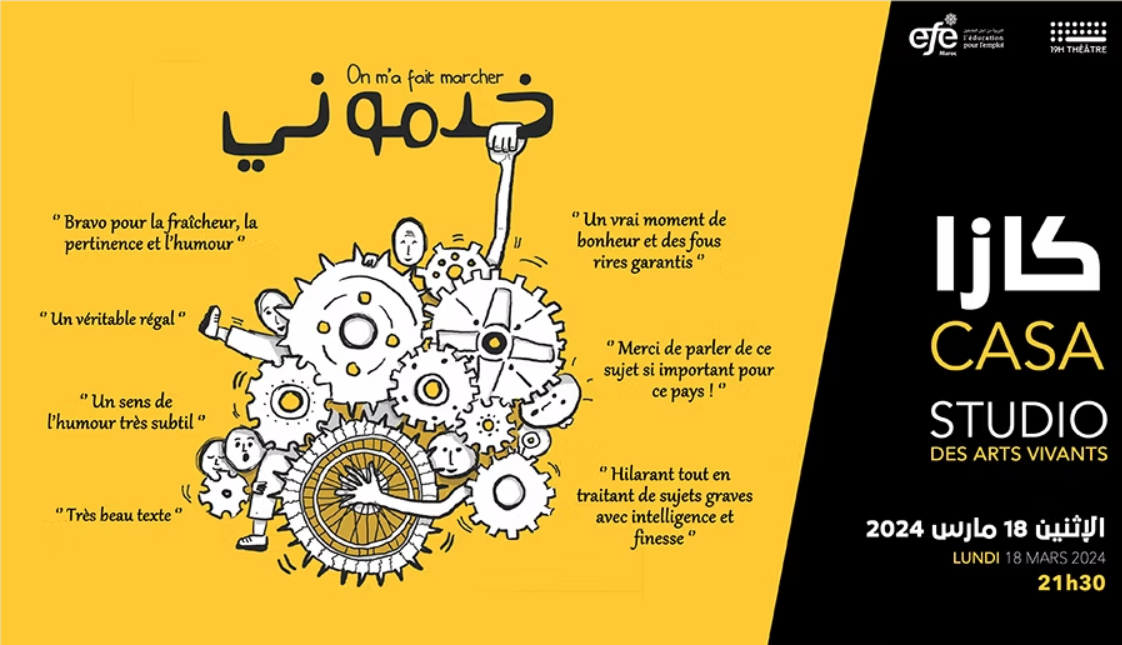 On m'a fait marcher
خدموني
“ Bravo pour la fraîcheur, la
pertinence et l'humour “
“ Un véritable régal “
“ Un sens de
l'humour très subtil “
“ Très beau texte “
“ Un vrai moment de
bonheur et des fous
rires garantis “
“ Merci de parler de ce
sujet si important pour
ce pays ! “
“ Hilarant tout en
traitant de sujets graves
avec intelligence et
finesse “
efe
Maroc
l'éducation
pour l'emploi
19H THÉÂTRE
كازا
CASA
STUDIO
DES ARTS VIVANTS
الإثنين 18 مارس 2024
LUNDI 18 MARS 2024
21h30